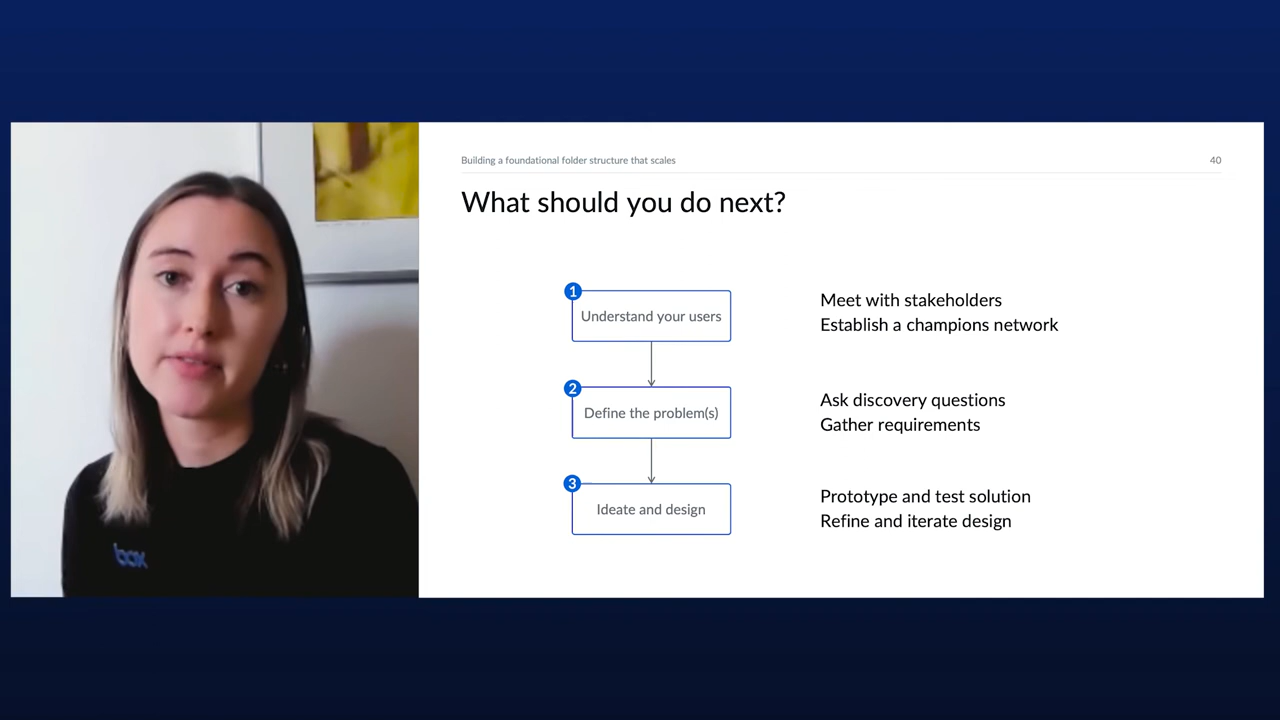 Building a foundational folder structure that scales
40
What should you do next?
1
Understand your users
Meet with stakeholders
Establish a champions network
2
Define the problem(s)
Ask discovery questions
Gather requirements
3
Ideate and design
Prototype and test solution
Refine and iterate design
box